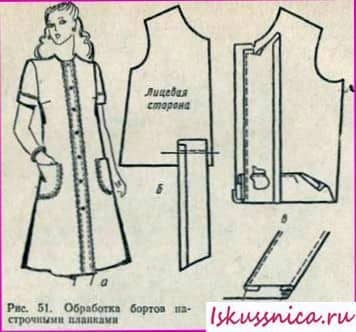 Лицевая
сторона
а
Б
в
Рис. 51. Обработка бортов на-
строчными планками
Iskussnica.ru